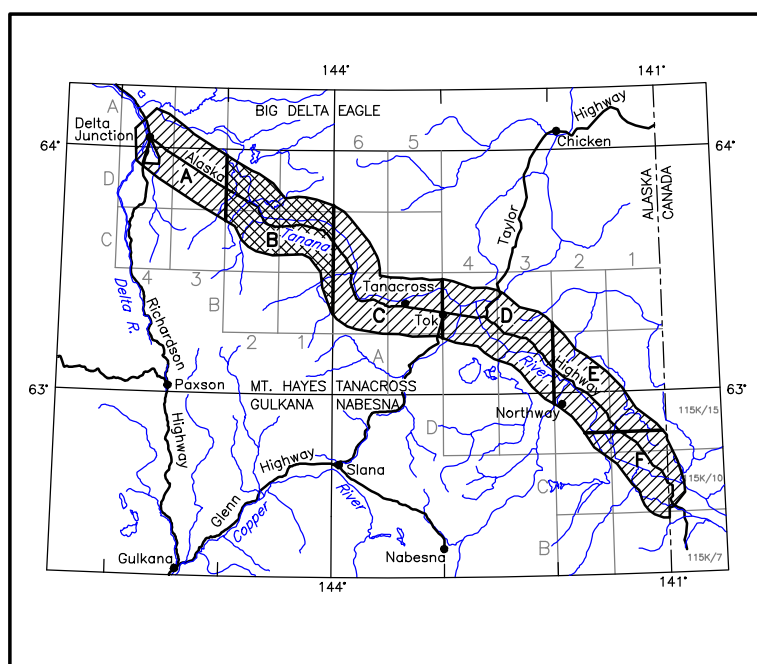 144°
141°
BIG DELTA EAGLE
Highway
A
Delta
Junction
Chicken
64°
64°
6
5
A
Alaska
D
ALASKA
CANADA
Taylor
B
Tanana
C
4
3
4
3
2
1
Delta R.
Tanacross
B
Tok
C
D
Richardson
2
1
A
River
Highway
E
63°
63°
Paxson
MT. HAYES TANACROSS
GULKANA NABESNA
Northway
115K/15
Highway
D
Highway
Slana
F
115K/10
C
Glenn
Copper
River
B
Gulkana
Nabesna
115K/7
144°
141°